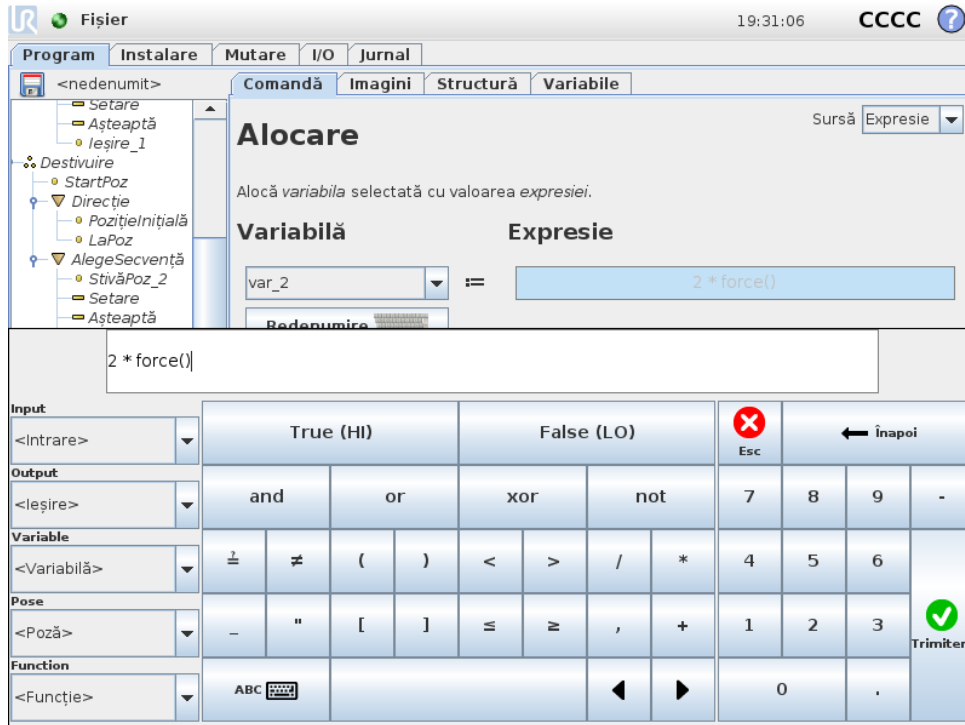 UR Fișier 19:31:06 CCCC ?
Program Instalare Mutare I/O Jurnal
<nedenumit> Comandă Imagini Structură Variabile
Setare
Așteaptă
Ieșire_1
Destivuire
StartPoz
Direcție
PozițieInițială
LaPoz
AlegeSecvență
StivăPoz_2
Setare
Așteaptă
Alocare
Sursă Expresie
Alocă variabila selectată cu valoarea expresiei.
Variabilă Expresie
var_2 := 2 * force()
Redenumire
2 * force()
Input
<Intrare> True (HI) False (LO) Esc Înapoi
Output
<Ieșire> and or xor not 7 8 9 -
Variable
<Variabilă> ≟ ≠ ( ) < > / * 4 5 6
Pose
<Poză> _ " [ ] ≤ ≥ , + 1 2 3 Trimiter
Function
<Funcție> ABC 0 .